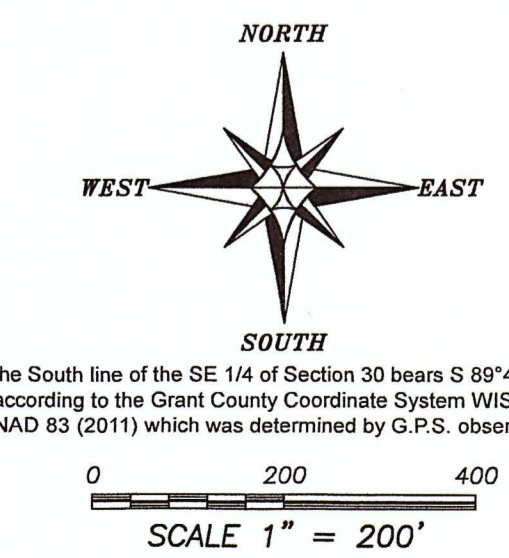 NORTH
WEST EAST
SOUTH
he South line of the SE 1/4 of Section 30 bears S 89°4
according to the Grant County Coordinate System WIS
NAD 83 (2011) which was determined by G.P.S. obser
0 200 400
SCALE 1" = 200'